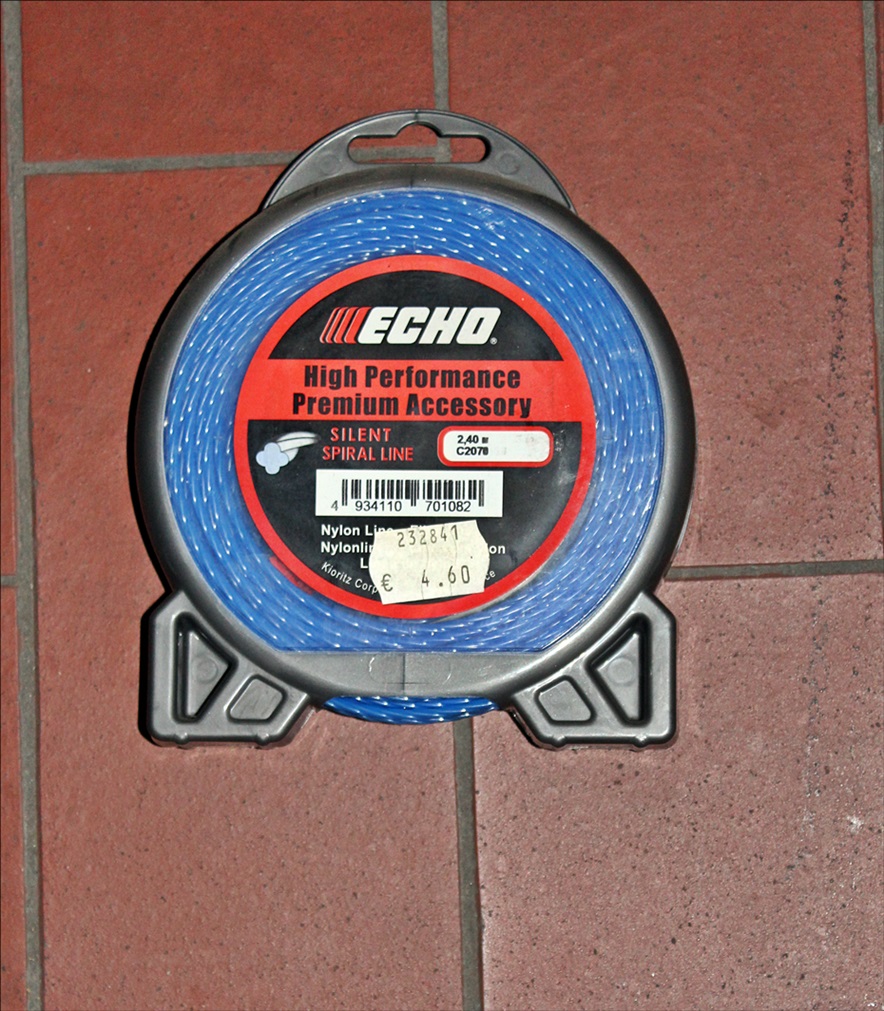 ECHO
High Performance
Premium Accessory
SILENT
SPIRAL LINE
2,40
C2070
4 934110 701082
Nylon Line
232841
€ 4.60
Kioritz